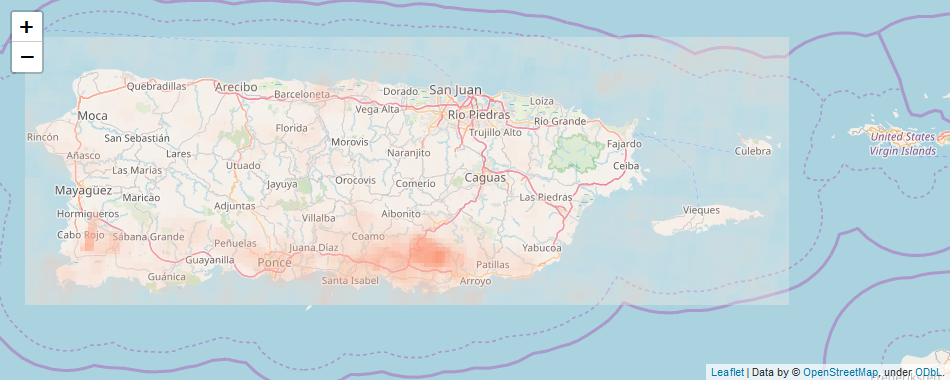 +
−
Quebradillas
Arecibo
Barceloneta
Dorado
San Juan
Vega Alta
Loíza
Moca
Río Piedras
Río Grande
Rincón
San Sebastián
Florida
Morovis
Trujillo Alto
Fajardo
Culebra
United States
Virgin Islands
Añasco
Lares
Naranjito
Utuado
Ceiba
Las Marías
Mayagüez
Maricao
Jayuya
Orocovis
Comerío
Caguas
Las Piedras
Hormigueros
Adjuntas
Villalba
Aibonito
Vieques
Cabo Rojo
Sábana Grande
Peñuelas
Juana Díaz
Coamo
Yabucoa
Guayanilla
Ponce
Patillas
Guánica
Santa Isabel
Arroyo
Leaflet | Data by © OpenStreetMap, under ODbL.